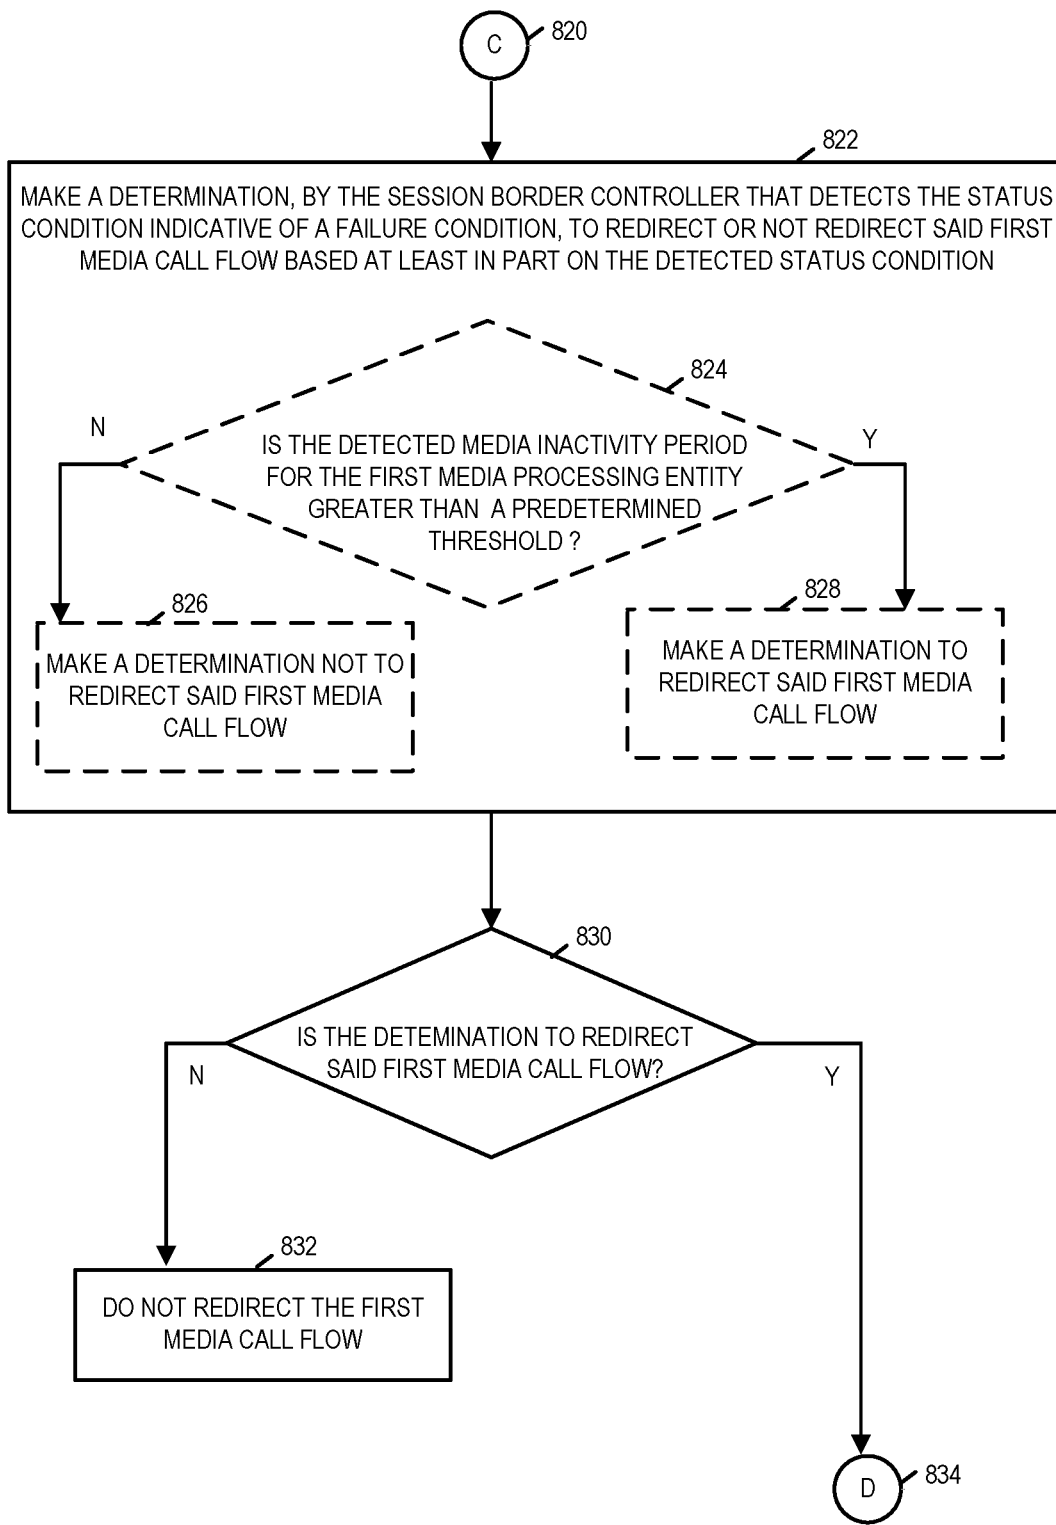 C
820
822
MAKE A DETERMINATION, BY THE SESSION BORDER CONTROLLER THAT DETECTS THE STATUS
CONDITION INDICATIVE OF A FAILURE CONDITION, TO REDIRECT OR NOT REDIRECT SAID FIRST
MEDIA CALL FLOW BASED AT LEAST IN PART ON THE DETECTED STATUS CONDITION
824
N
Y
IS THE DETECTED MEDIA INACTIVITY PERIOD
FOR THE FIRST MEDIA PROCESSING ENTITY
GREATER THAN A PREDETERMINED
THRESHOLD ?
826
MAKE A DETERMINATION NOT TO
REDIRECT SAID FIRST MEDIA
CALL FLOW
828
MAKE A DETERMINATION TO
REDIRECT SAID FIRST MEDIA
CALL FLOW
830
IS THE DETEMINATION TO REDIRECT
SAID FIRST MEDIA CALL FLOW?
N
Y
832
DO NOT REDIRECT THE FIRST
MEDIA CALL FLOW
D
834